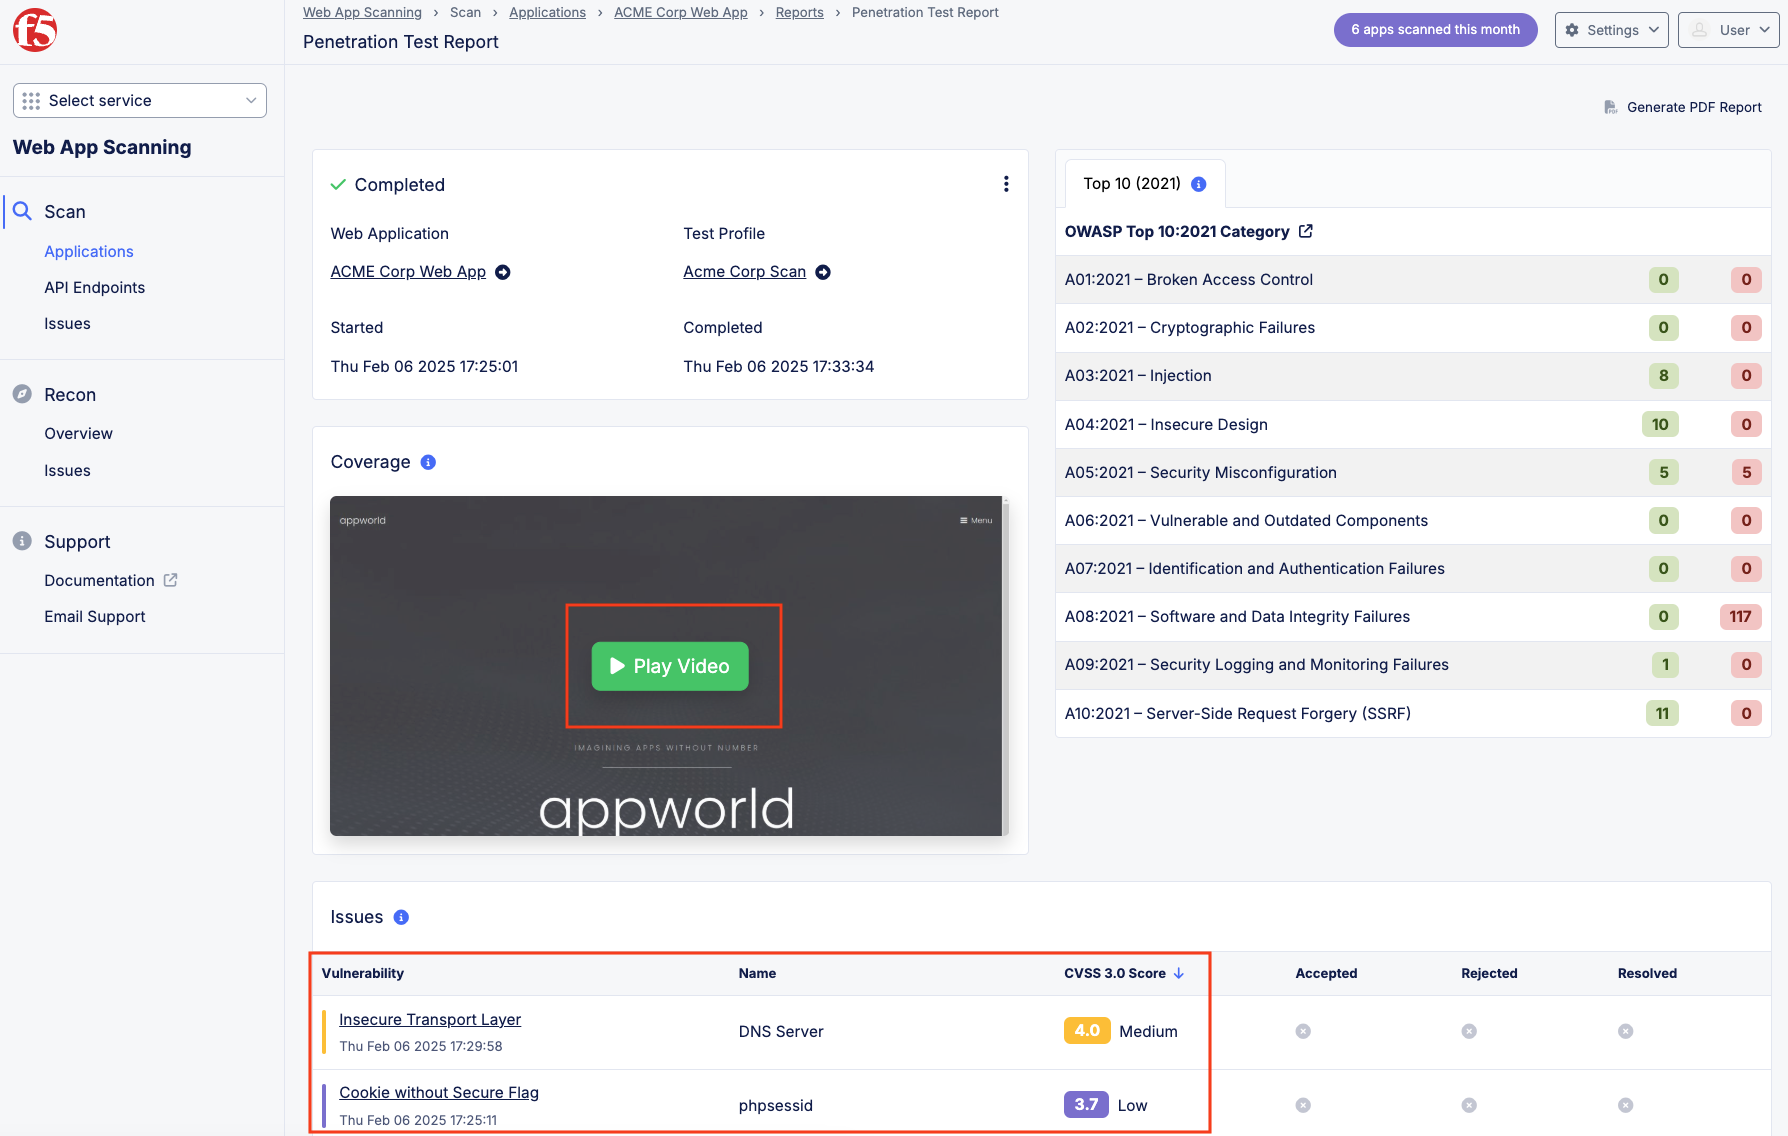 f5
Web App Scanning › Scan › Applications › ACME Corp Web App › Reports › Penetration Test Report
Penetration Test Report
6 apps scanned this month
Settings
User
Select service
Web App Scanning
Scan
Applications
API Endpoints
Issues
Recon
Overview
Issues
Support
Documentation
Email Support
Generate PDF Report
Completed
Web Application
Test Profile
ACME Corp Web App
Acme Corp Scan
Started
Completed
Thu Feb 06 2025 17:25:01
Thu Feb 06 2025 17:33:34
Coverage
appworld
Menu
Play Video
IMAGINING APPS WITHOUT NUMBER
appworld
Top 10 (2021)
OWASP Top 10:2021 Category
A01:2021 – Broken Access Control 0 0
A02:2021 – Cryptographic Failures 0 0
A03:2021 – Injection 8 0
A04:2021 – Insecure Design 10 0
A05:2021 – Security Misconfiguration 5 5
A06:2021 – Vulnerable and Outdated Components 0 0
A07:2021 – Identification and Authentication Failures 0 0
A08:2021 – Software and Data Integrity Failures 0 117
A09:2021 – Security Logging and Monitoring Failures 1 0
A10:2021 – Server-Side Request Forgery (SSRF) 11 0
Issues
Vulnerability Name CVSS 3.0 Score Accepted Rejected Resolved
Insecure Transport Layer
Thu Feb 06 2025 17:29:58
DNS Server
4.0 Medium
Cookie without Secure Flag
Thu Feb 06 2025 17:25:11
phpsessid
3.7 Low